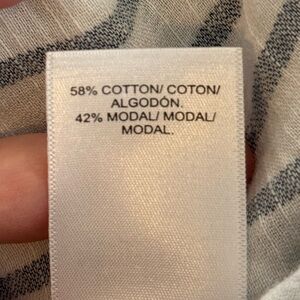 58% COTTON/ COTON/
ALGODÓN.
42% MODAL/ MODAL/
MODAL.